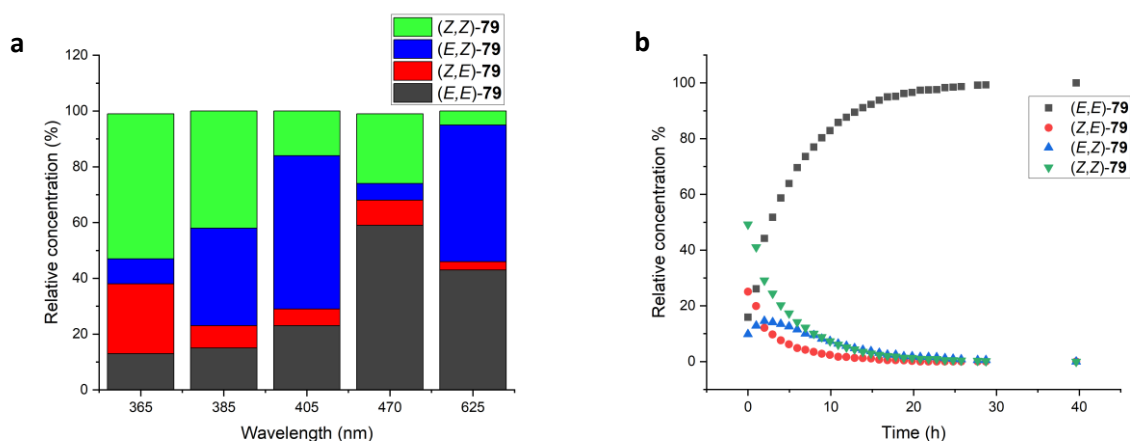 a
(Z,Z)-79
(E,Z)-79
(Z,E)-79
(E,E)-79
120
100
80
60
40
20
0
Relative concentration (%)
365 385 405 470 625
Wavelength (nm)
b
(E,E)-79
(Z,E)-79
(E,Z)-79
(Z,Z)-79
100
80
60
40
20
0
Relative concentration %
0 10 20 30 40
Time (h)